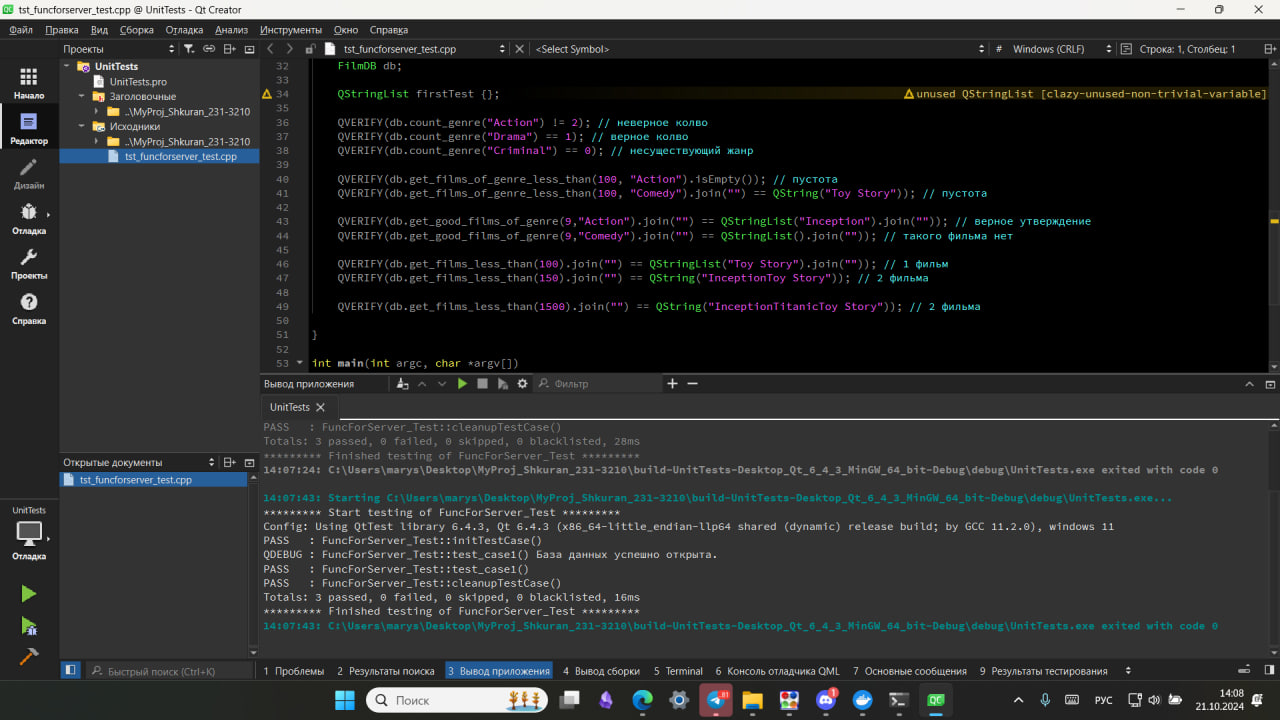 tst_funcforserver_test.cpp @ UnitTests - Qt Creator
Файл Правка Вид Сборка Отладка Анализ Инструменты Окно Справка
Проекты
tst_funcforserver_test.cpp <Select Symbol> # Windows (CRLF) Строка: 1, Столбец: 1
Начало
Редактор
Дизайн
Отладка
Проекты
Справка
UnitTests
UnitTests.pro
Заголовочные
..\MyProj_Shkuran_231-3210
Исходники
..\MyProj_Shkuran_231-3210
tst_funcforserver_test.cpp
32 FilmDB db;
33
34 QStringList firstTest {}; unused QStringList [clazy-unused-non-trivial-variable]
35
36 QVERIFY(db.count_genre("Action") != 2); // неверное колво
37 QVERIFY(db.count_genre("Drama") == 1); // верное колво
38 QVERIFY(db.count_genre("Criminal") == 0); // несуществующий жанр
39
40 QVERIFY(db.get_films_of_genre_less_than(100, "Action").isEmpty()); // пустота
41 QVERIFY(db.get_films_of_genre_less_than(100, "Comedy").join("") == QString("Toy Story")); // пустота
42
43 QVERIFY(db.get_good_films_of_genre(9,"Action").join("") == QStringList("Inception").join("")); // верное утверждение
44 QVERIFY(db.get_good_films_of_genre(9,"Comedy").join("") == QStringList().join("")); // такого фильма нет
45
46 QVERIFY(db.get_films_less_than(100).join("") == QStringList("Toy Story").join("")); // 1 фильм
47 QVERIFY(db.get_films_less_than(150).join("") == QString("InceptionToy Story")); // 2 фильма
48
49 QVERIFY(db.get_films_less_than(1500).join("") == QString("InceptionTitanicToy Story")); // 2 фильма
50
51 }
52
53 int main(int argc, char *argv[])
Вывод приложения Фильтр
UnitTests
PASS : FuncForServer_Test::cleanupTestCase()
Totals: 3 passed, 0 failed, 0 skipped, 0 blacklisted, 28ms
********* Finished testing of FuncForServer_Test *********
14:07:24: C:\Users\marys\Desktop\MyProj_Shkuran_231-3210\build-UnitTests-Desktop_Qt_6_4_3_MinGW_64_bit-Debug\debug\UnitTests.exe exited with code 0
14:07:43: Starting C:\Users\marys\Desktop\MyProj_Shkuran_231-3210\build-UnitTests-Desktop_Qt_6_4_3_MinGW_64_bit-Debug\debug\UnitTests.exe...
********* Start testing of FuncForServer_Test *********
Config: Using QtTest library 6.4.3, Qt 6.4.3 (x86_64-little_endian-llp64 shared (dynamic) release build; by GCC 11.2.0), windows 11
PASS : FuncForServer_Test::initTestCase()
QDEBUG : FuncForServer_Test::test_case1() База данных успешно открыта.
PASS : FuncForServer_Test::test_case1()
PASS : FuncForServer_Test::cleanupTestCase()
Totals: 3 passed, 0 failed, 0 skipped, 0 blacklisted, 16ms
********* Finished testing of FuncForServer_Test *********
14:07:43: C:\Users\marys\Desktop\MyProj_Shkuran_231-3210\build-UnitTests-Desktop_Qt_6_4_3_MinGW_64_bit-Debug\debug\UnitTests.exe exited with code 0
Открытые документы
tst_funcforserver_test.cpp
UnitTests
Отладка
Быстрый поиск (Ctrl+K) 1 Проблемы 2 Результаты поиска 3 Вывод приложения 4 Вывод сборки 5 Terminal 6 Консоль отладчика QML 7 Основные сообщения 9 Результаты тестирования
Поиск 81 1 QC РУС 14:08
21.10.2024